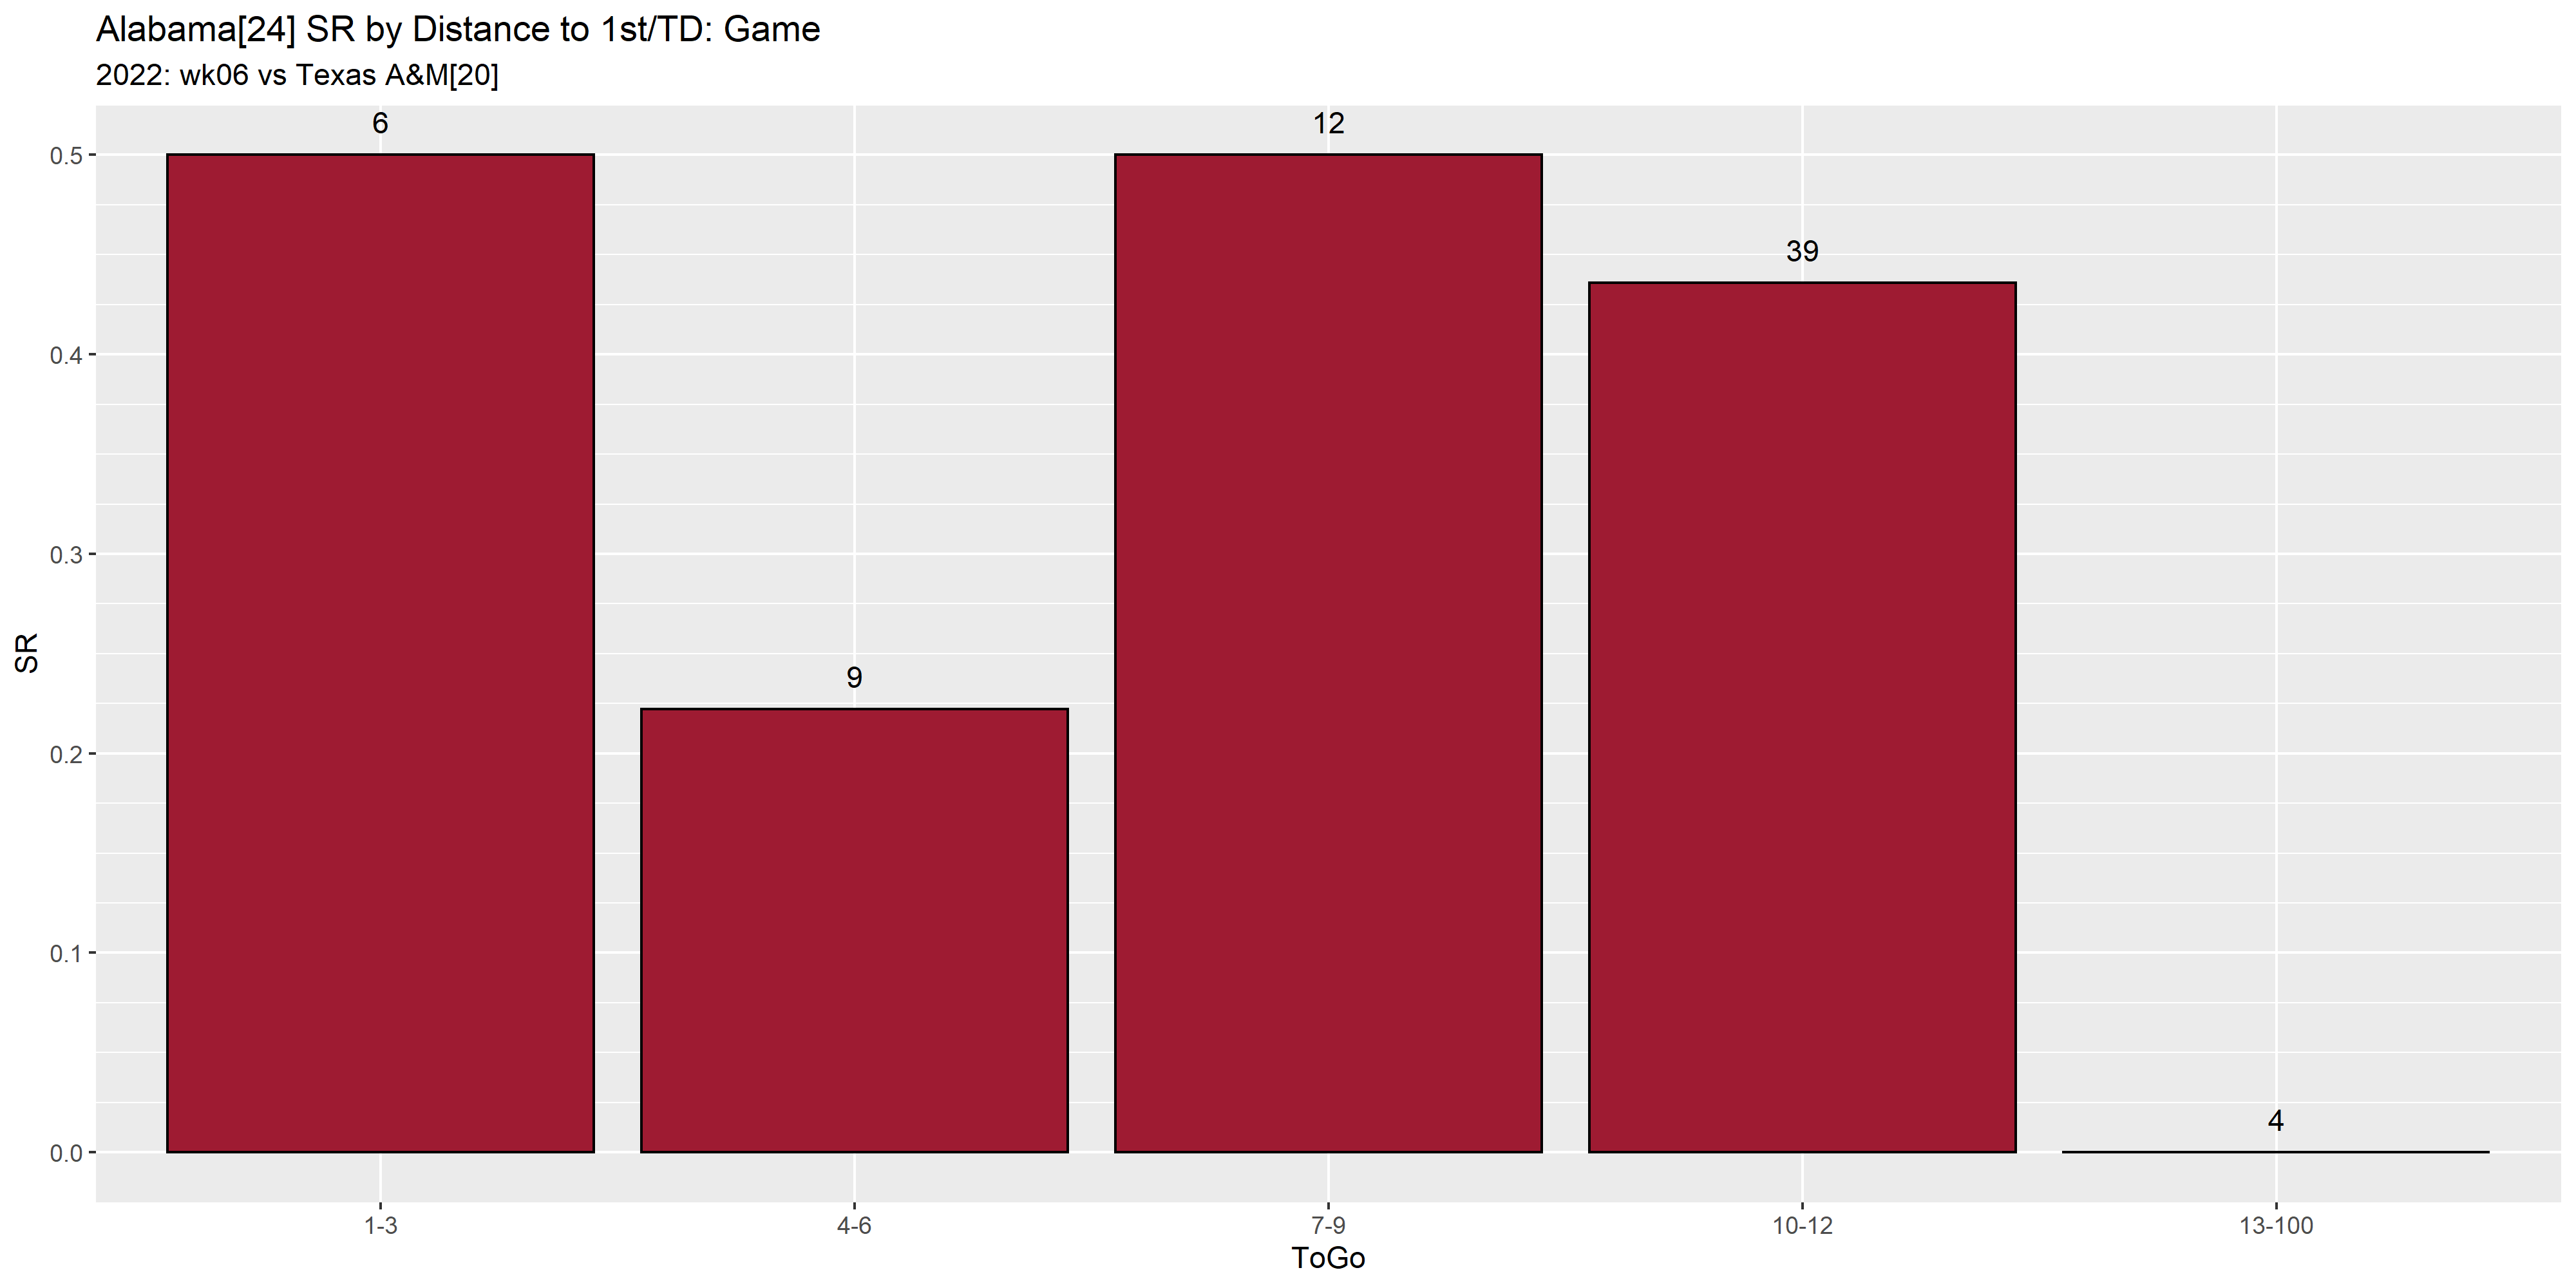 Alabama[24] SR by Distance to 1st/TD: Game
2022: wk06 vs Texas A&M[20]
6
12
0.5
39
0.4
0.3
SR
9
0.2
0.1
4
0.0
1-3 4-6 7-9 10-12 13-100
ToGo